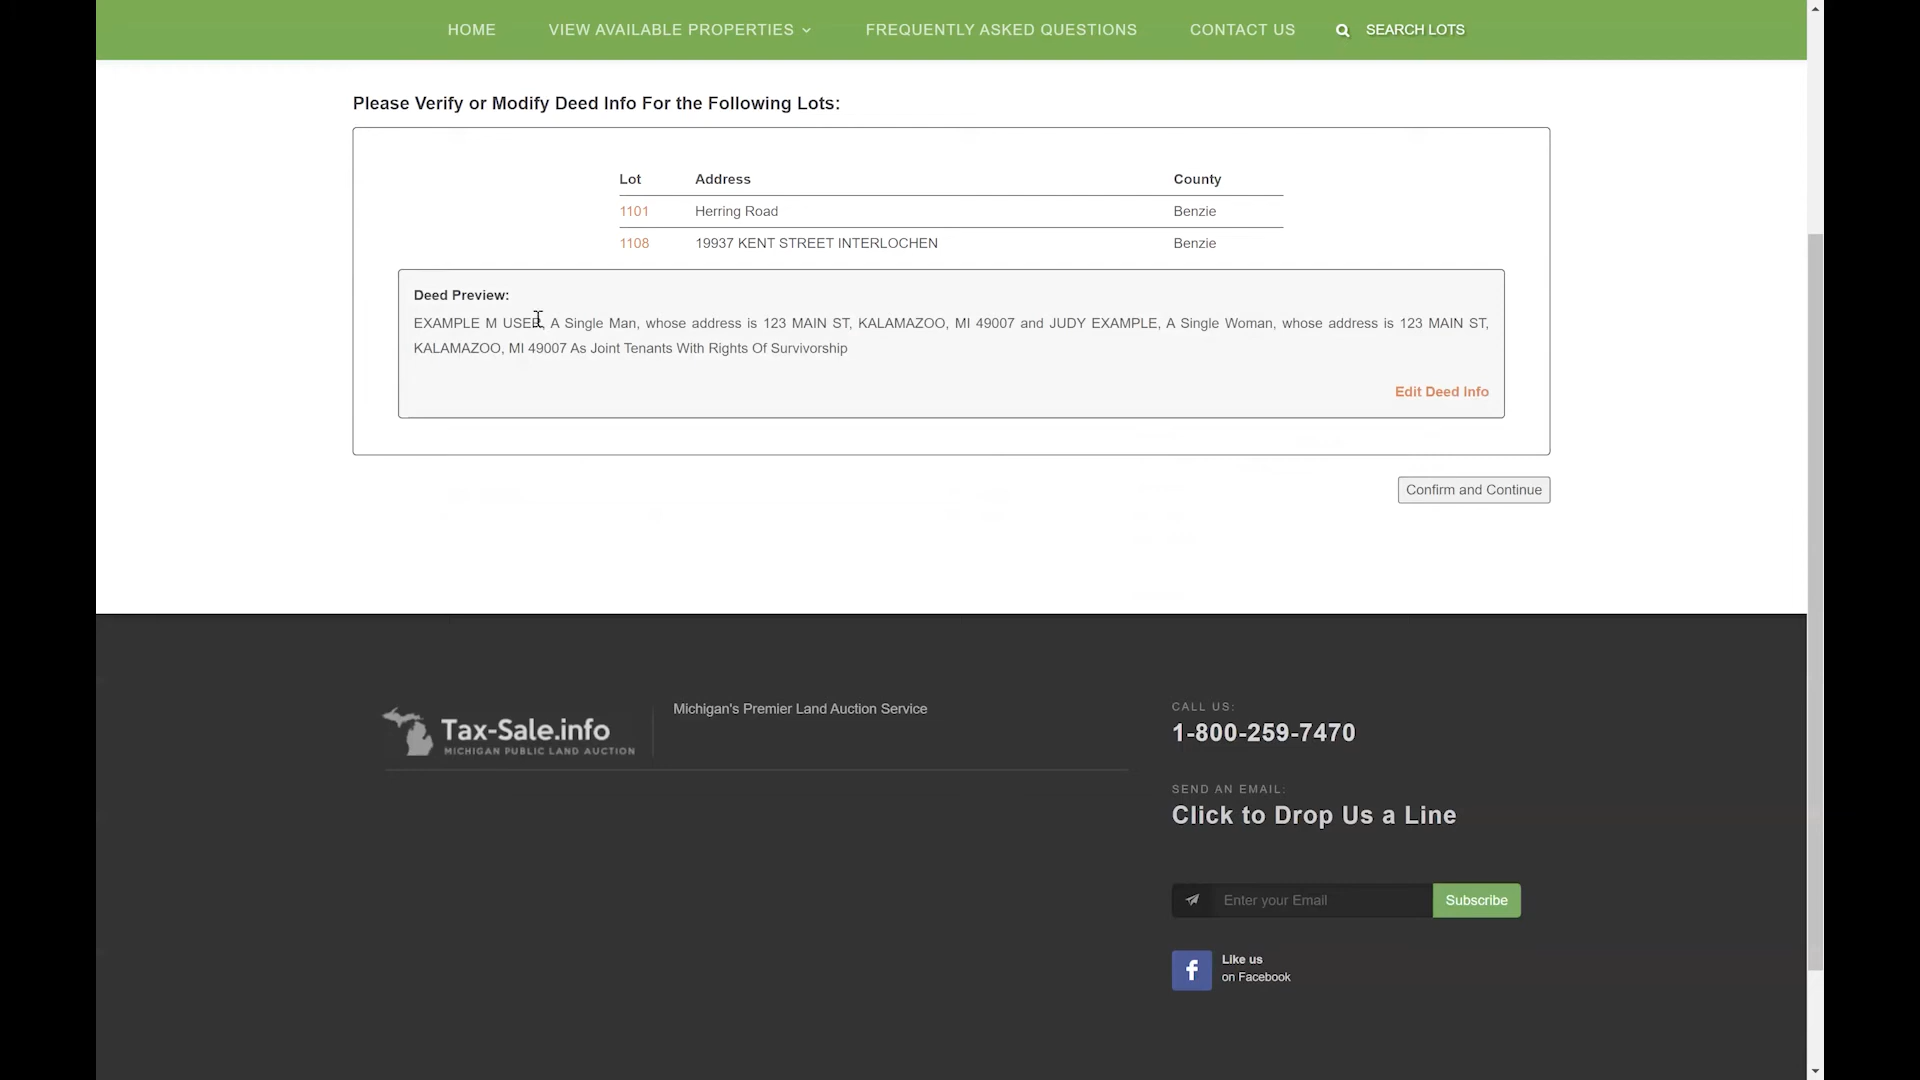 HOME VIEW AVAILABLE PROPERTIES FREQUENTLY ASKED QUESTIONS CONTACT US SEARCH LOTS
Please Verify or Modify Deed Info For the Following Lots:
Lot Address County
1101 Herring Road Benzie
1108 19937 KENT STREET INTERLOCHEN Benzie
Deed Preview:
EXAMPLE M USER, A Single Man, whose address is 123 MAIN ST, KALAMAZOO, MI 49007 and JUDY EXAMPLE, A Single Woman, whose address is 123 MAIN ST,
KALAMAZOO, MI 49007 As Joint Tenants With Rights Of Survivorship
Edit Deed Info
Confirm and Continue
Tax-Sale.info
MICHIGAN PUBLIC LAND AUCTION
Michigan's Premier Land Auction Service
CALL US:
1-800-259-7470
SEND AN EMAIL:
Click to Drop Us a Line
Enter your Email Subscribe
f
Like us
on Facebook